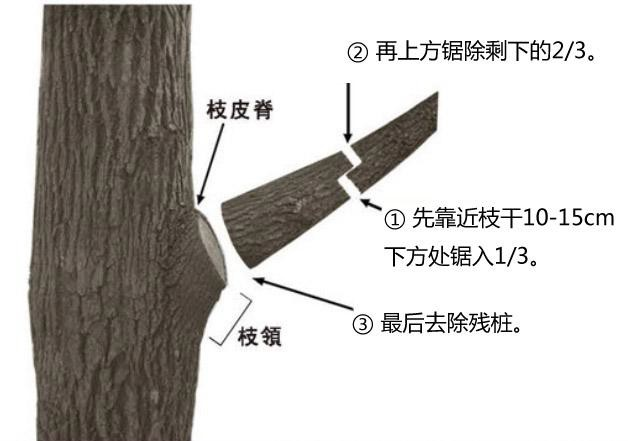 ② 再上方锯除剩下的2/3。
枝皮脊
① 先靠近枝干10-15cm
下方处锯入1/3。
③ 最后去除残桩。
枝領